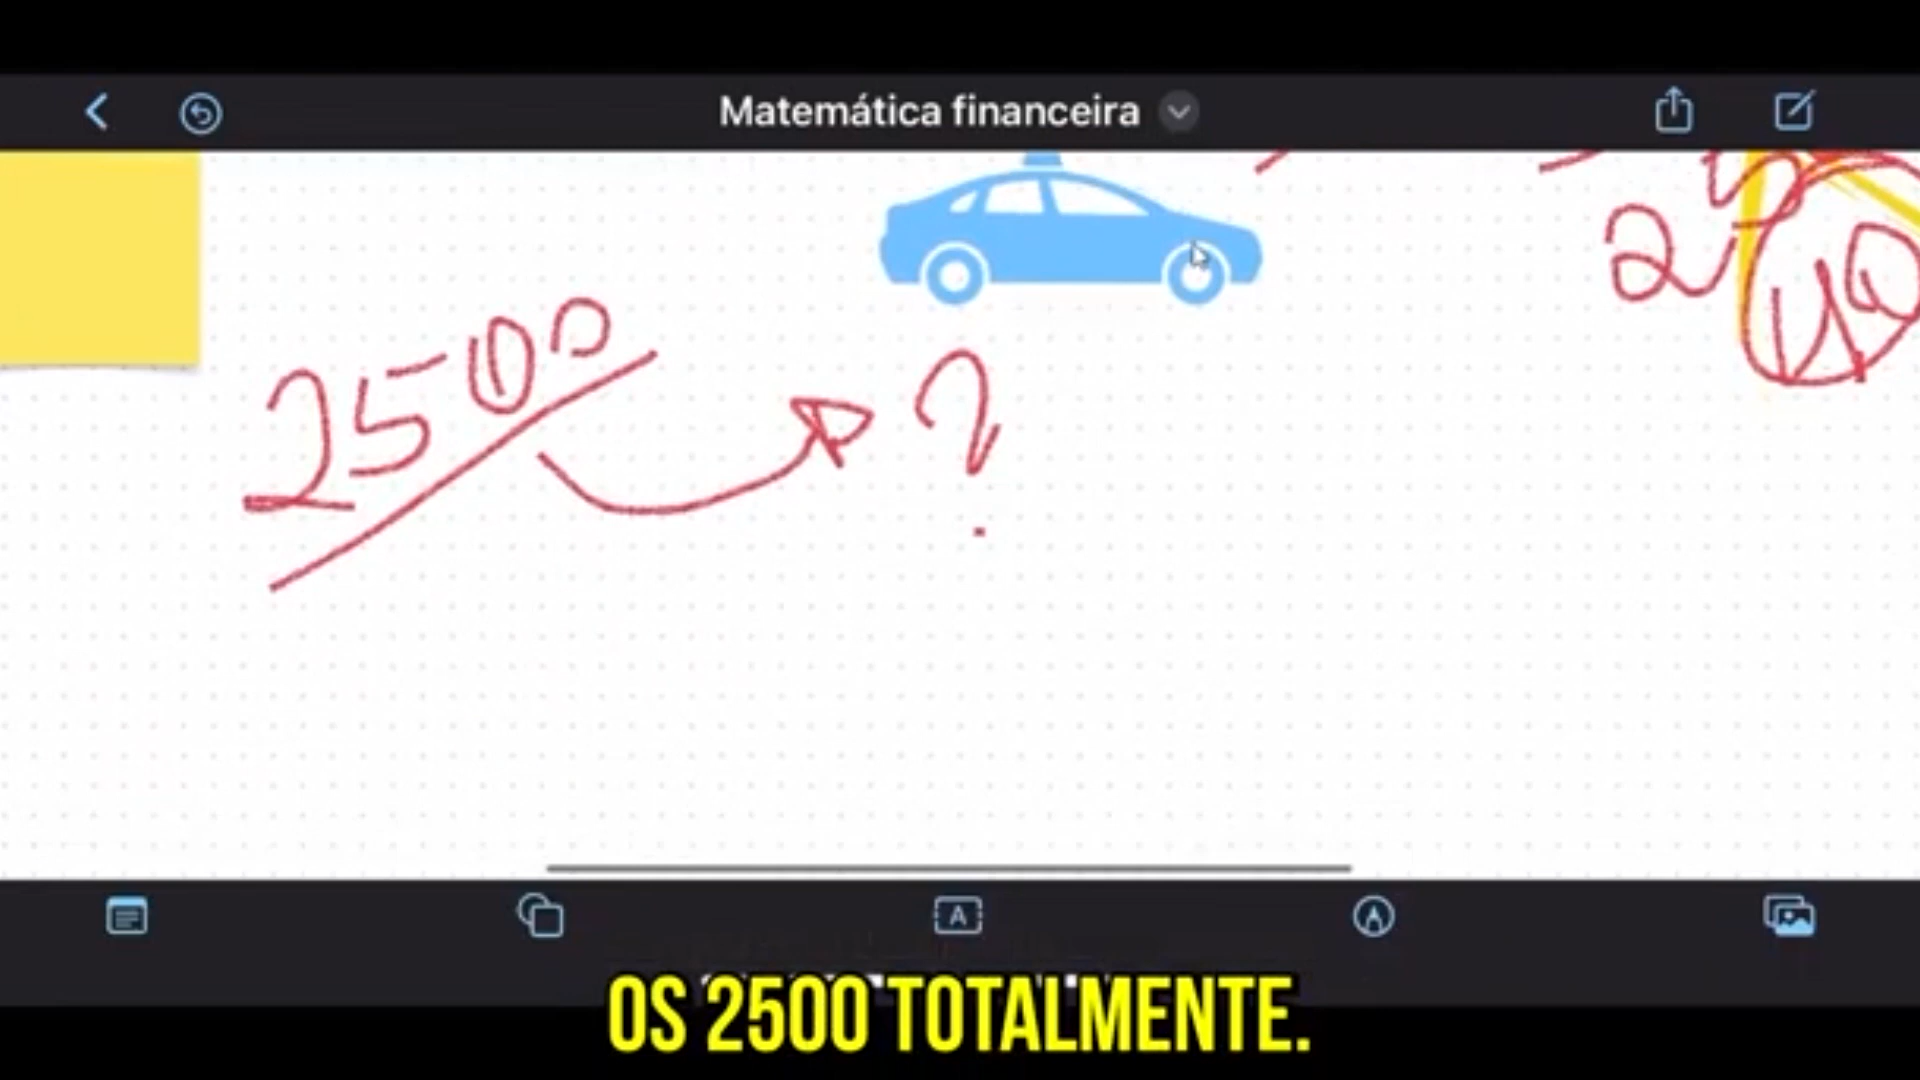 Matemática financeira
2500
?
A
OS 2500 TOTALMENTE.